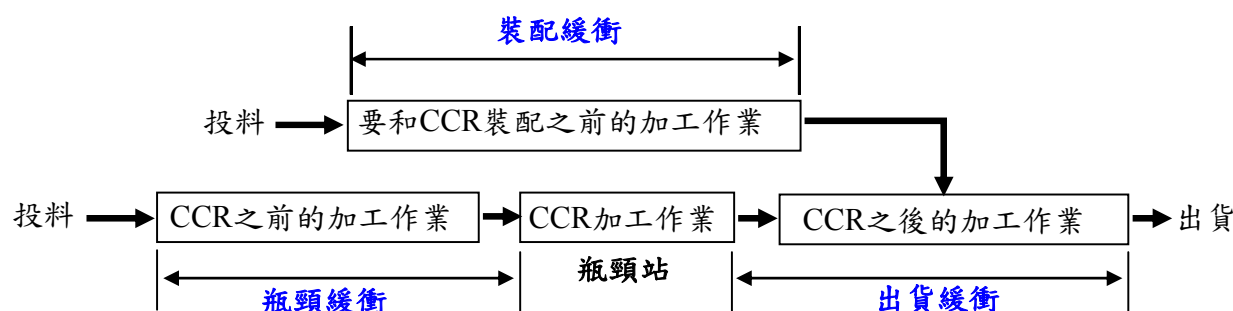 裝配緩衝
投料
要和CCR裝配之前的加工作業
投料
CCR之前的加工作業
CCR加工作業
CCR之後的加工作業
出貨
瓶頸站
瓶頸緩衝
出貨緩衝